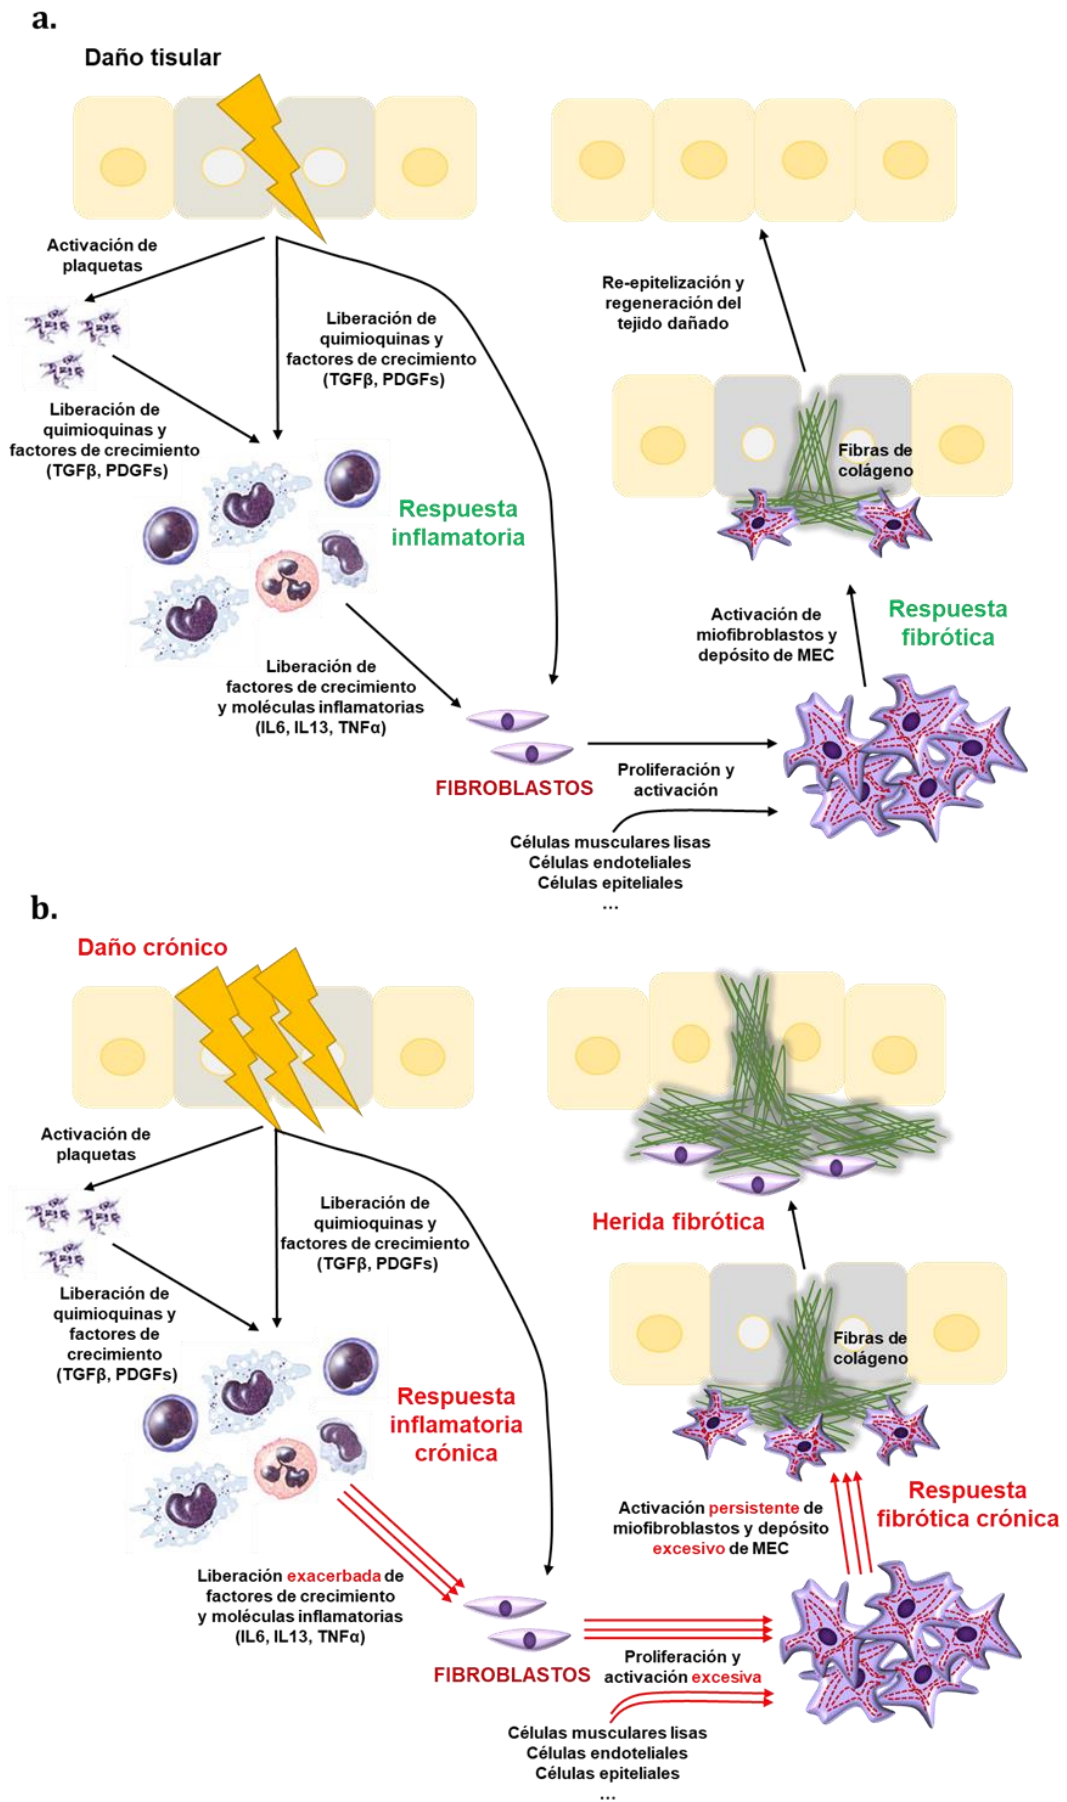 a.
Daño tisular
Activación de
plaquetas
Liberación de
quimioquinas y
factores de crecimiento
(TGFβ, PDGFs)
Liberación de
quimioquinas y
factores de crecimiento
(TGFβ, PDGFs)
Respuesta
inflamatoria
Liberación de
factores de crecimiento
y moléculas inflamatorias
(IL6, IL13, TNFα)
FIBROBLASTOS
Proliferación y
activación
Células musculares lisas
Células endoteliales
Células epiteliales
...
Activación de
miofibroblastos y
depósito de MEC
Respuesta
fibrótica
Fibras de
colágeno
Re-epitelización y
regeneración del
tejido dañado
b.
Daño crónico
Activación de
plaquetas
Liberación de
quimioquinas y
factores de crecimiento
(TGFβ, PDGFs)
Liberación de
quimioquinas y
factores de
crecimiento
(TGFβ, PDGFs)
Respuesta
inflamatoria
crónica
Liberación exacerbada de
factores de crecimiento
y moléculas inflamatorias
(IL6, IL13, TNFα)
FIBROBLASTOS
Proliferación y
activación excesiva
Células musculares lisas
Células endoteliales
Células epiteliales
...
Activación persistente de
miofibroblastos y depósito
excesivo de MEC
Respuesta
fibrótica crónica
Fibras de
colágeno
Herida fibrótica